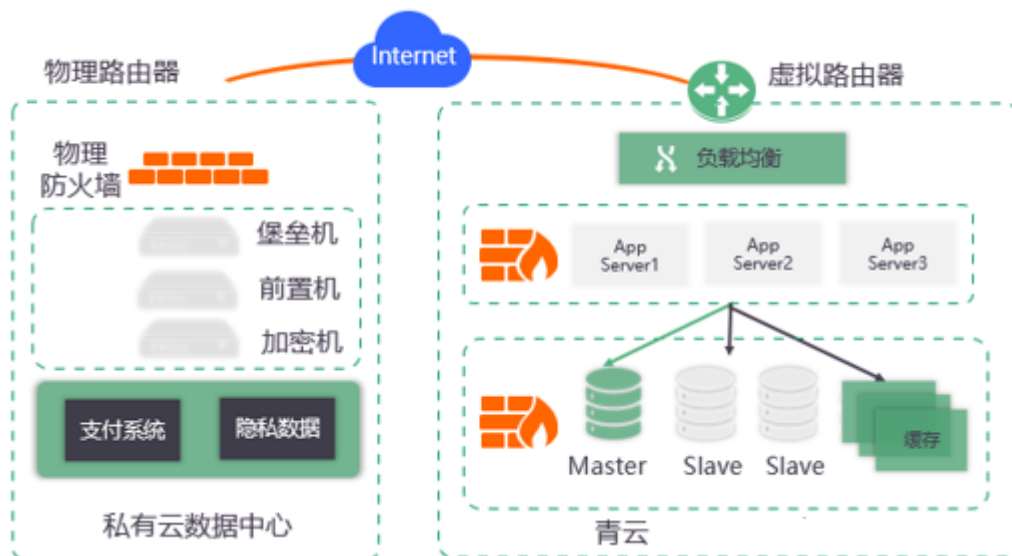 Internet
物理路由器
虚拟路由器
物理
防火墙
堡垒机
前置机
加密机
支付系统
隐私数据
私有云数据中心
负载均衡
App
Server1
App
Server2
App
Server3
Master
Slave
Slave
缓存
青云